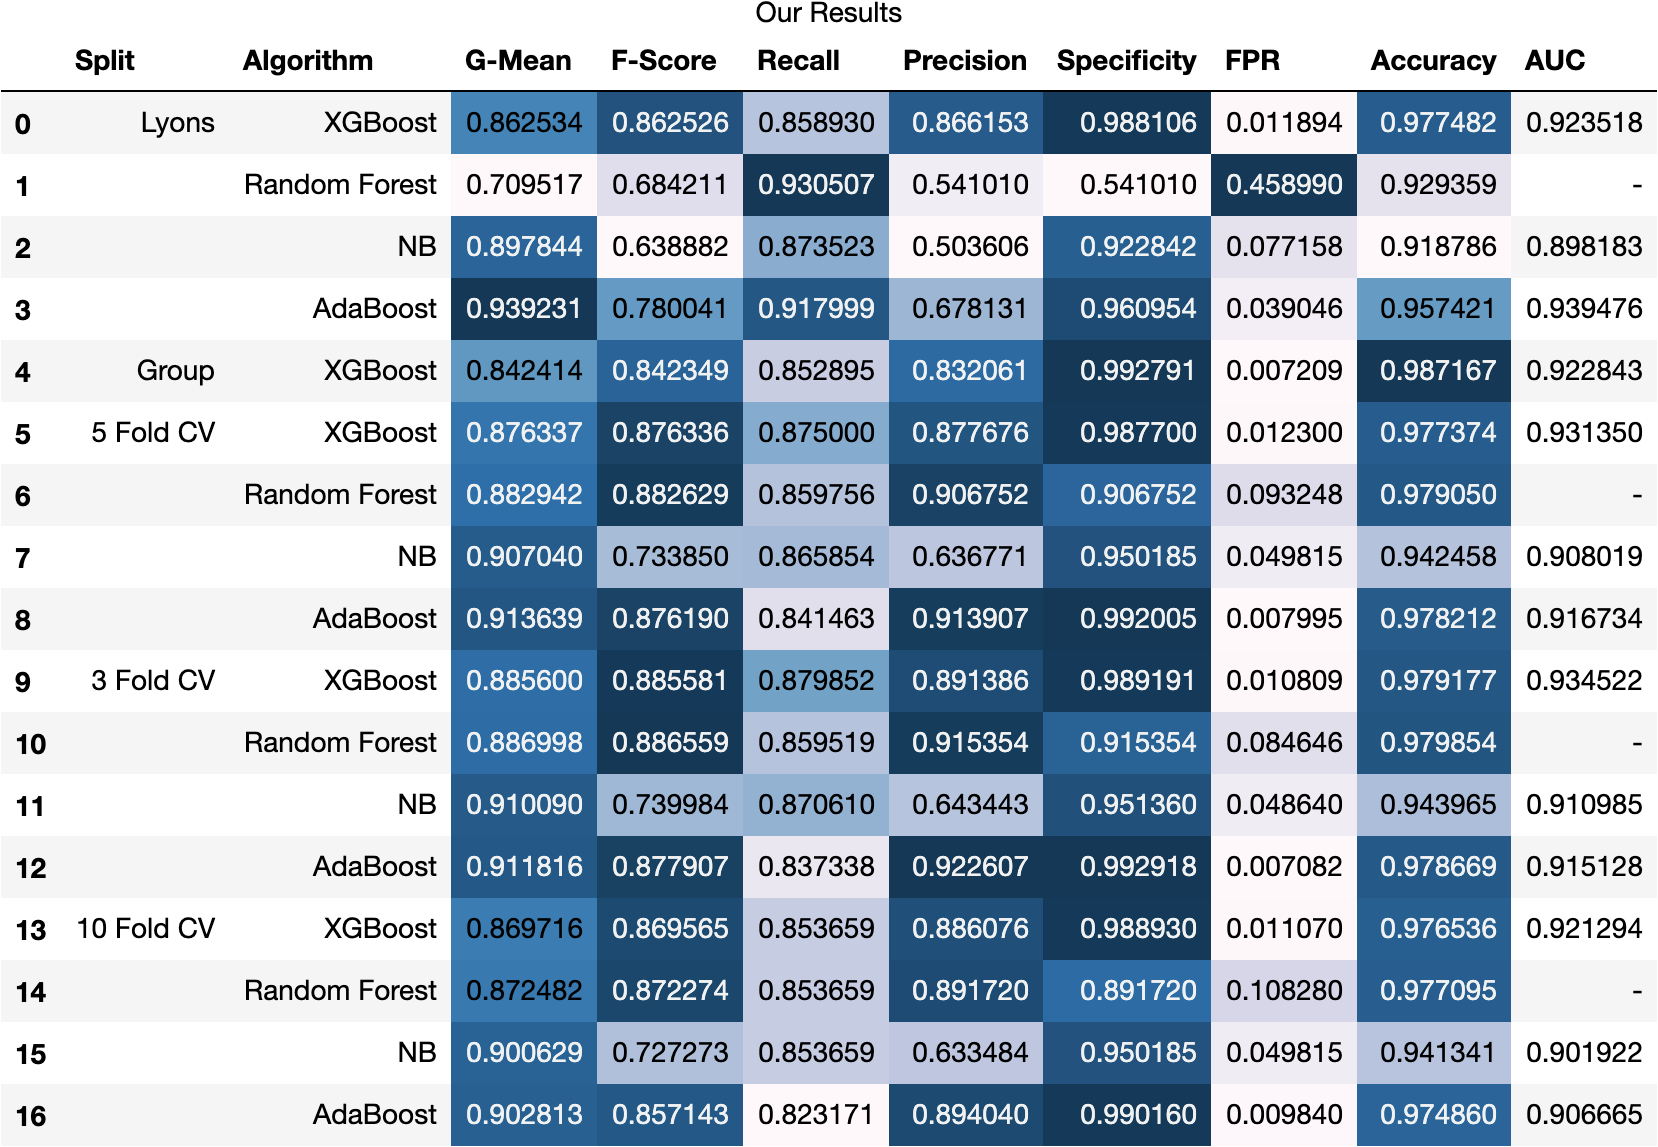 Our Results
Split Algorithm G-Mean F-Score Recall Precision Specificity FPR Accuracy AUC
0 Lyons XGBoost 0.862534 0.862526 0.858930 0.866153 0.988106 0.011894 0.977482 0.923518
1 Random Forest 0.709517 0.684211 0.930507 0.541010 0.541010 0.458990 0.929359 -
2 NB 0.897844 0.638882 0.873523 0.503606 0.922842 0.077158 0.918786 0.898183
3 AdaBoost 0.939231 0.780041 0.917999 0.678131 0.960954 0.039046 0.957421 0.939476
4 Group XGBoost 0.842414 0.842349 0.852895 0.832061 0.992791 0.007209 0.987167 0.922843
5 5 Fold CV XGBoost 0.876337 0.876336 0.875000 0.877676 0.987700 0.012300 0.977374 0.931350
6 Random Forest 0.882942 0.882629 0.859756 0.906752 0.906752 0.093248 0.979050 -
7 NB 0.907040 0.733850 0.865854 0.636771 0.950185 0.049815 0.942458 0.908019
8 AdaBoost 0.913639 0.876190 0.841463 0.913907 0.992005 0.007995 0.978212 0.916734
9 3 Fold CV XGBoost 0.885600 0.885581 0.879852 0.891386 0.989191 0.010809 0.979177 0.934522
10 Random Forest 0.886998 0.886559 0.859519 0.915354 0.915354 0.084646 0.979854 -
11 NB 0.910090 0.739984 0.870610 0.643443 0.951360 0.048640 0.943965 0.910985
12 AdaBoost 0.911816 0.877907 0.837338 0.922607 0.992918 0.007082 0.978669 0.915128
13 10 Fold CV XGBoost 0.869716 0.869565 0.853659 0.886076 0.988930 0.011070 0.976536 0.921294
14 Random Forest 0.872482 0.872274 0.853659 0.891720 0.891720 0.108280 0.977095 -
15 NB 0.900629 0.727273 0.853659 0.633484 0.950185 0.049815 0.941341 0.901922
16 AdaBoost 0.902813 0.857143 0.823171 0.894040 0.990160 0.009840 0.974860 0.906665